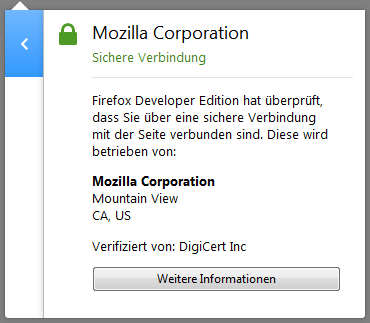 Mozilla Corporation
Sichere Verbindung
Firefox Developer Edition hat überprüft,
dass Sie über eine sichere Verbindung
mit der Seite verbunden sind. Diese wird
betrieben von:
Mozilla Corporation
Mountain View
CA, US
Verifiziert von: DigiCert Inc
Weitere Informationen